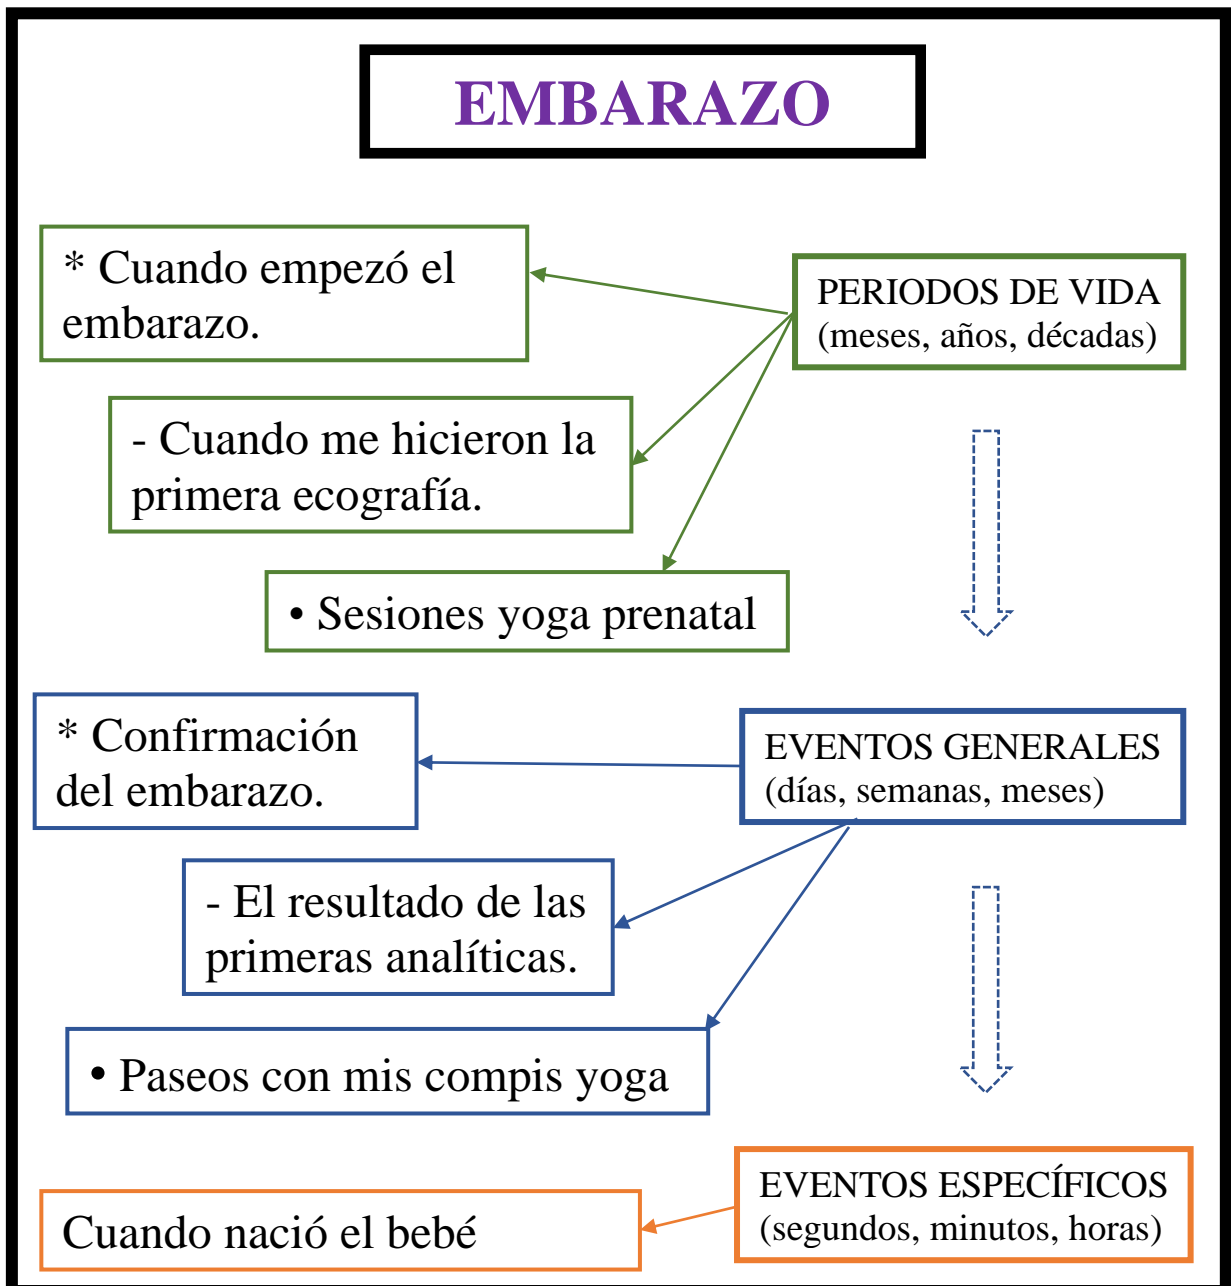 EMBARAZO
* Cuando empezó el
embarazo.
PERIODOS DE VIDA
(meses, años, décadas)
- Cuando me hicieron la
primera ecografía.
• Sesiones yoga prenatal
* Confirmación
del embarazo.
EVENTOS GENERALES
(días, semanas, meses)
- El resultado de las
primeras analíticas.
• Paseos con mis compis yoga
EVENTOS ESPECÍFICOS
(segundos, minutos, horas)
Cuando nació el bebé